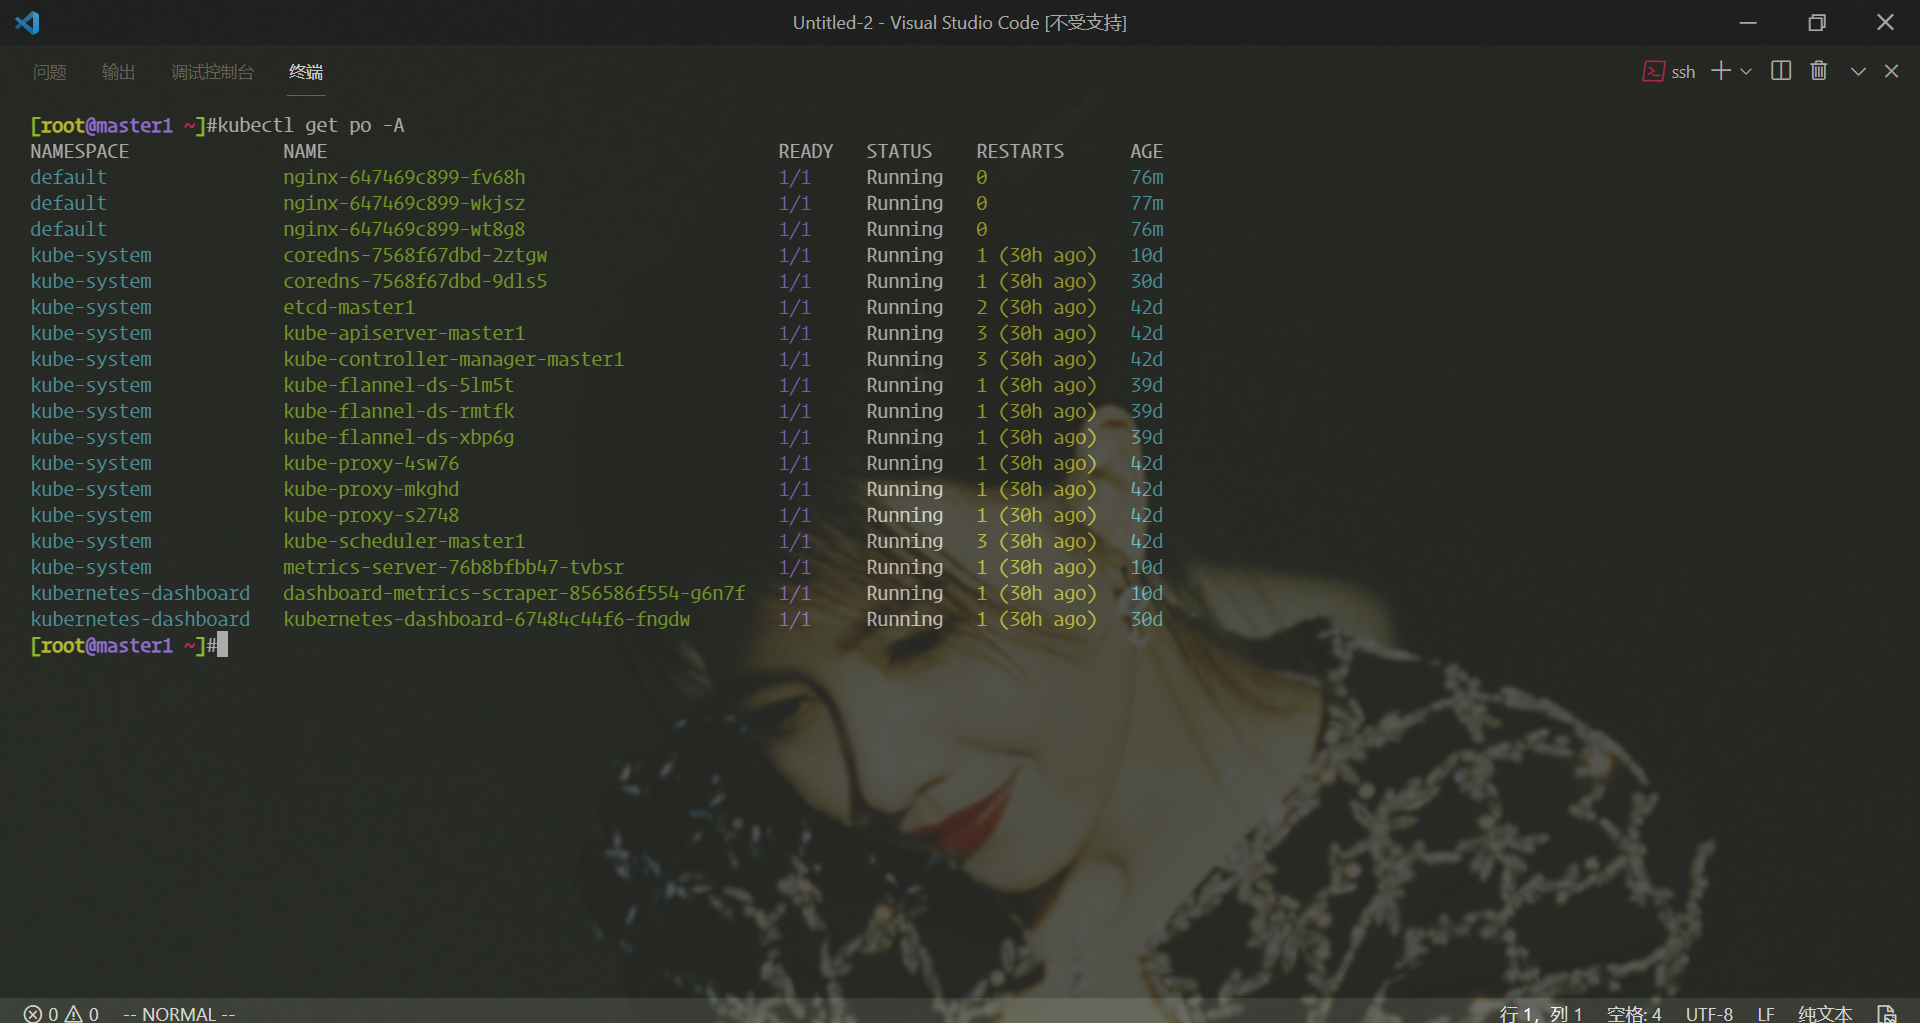 Untitled-2 - Visual Studio Code [不受支持]
问题 输出 调试控制台 终端 ssh
[root@master1 ~]#kubectl get po -A
NAMESPACE NAME READY STATUS RESTARTS AGE
default nginx-647469c899-fv68h 1/1 Running 0 76m
default nginx-647469c899-wkjsz 1/1 Running 0 77m
default nginx-647469c899-wt8g8 1/1 Running 0 76m
kube-system coredns-7568f67dbd-2ztgw 1/1 Running 1 (30h ago) 10d
kube-system coredns-7568f67dbd-9dls5 1/1 Running 1 (30h ago) 30d
kube-system etcd-master1 1/1 Running 2 (30h ago) 42d
kube-system kube-apiserver-master1 1/1 Running 3 (30h ago) 42d
kube-system kube-controller-manager-master1 1/1 Running 3 (30h ago) 42d
kube-system kube-flannel-ds-5lm5t 1/1 Running 1 (30h ago) 39d
kube-system kube-flannel-ds-rmtfk 1/1 Running 1 (30h ago) 39d
kube-system kube-flannel-ds-xbp6g 1/1 Running 1 (30h ago) 39d
kube-system kube-proxy-4sw76 1/1 Running 1 (30h ago) 42d
kube-system kube-proxy-mkghd 1/1 Running 1 (30h ago) 42d
kube-system kube-proxy-s2748 1/1 Running 1 (30h ago) 42d
kube-system kube-scheduler-master1 1/1 Running 3 (30h ago) 42d
kube-system metrics-server-76b8bfbb47-tvbsr 1/1 Running 1 (30h ago) 10d
kubernetes-dashboard dashboard-metrics-scraper-856586f554-g6n7f 1/1 Running 1 (30h ago) 10d
kubernetes-dashboard kubernetes-dashboard-67484c44f6-fngdw 1/1 Running 1 (30h ago) 30d
[root@master1 ~]#
0 0 -- NORMAL -- 行 1，列 1 空格: 4 UTF-8 LF 纯文本